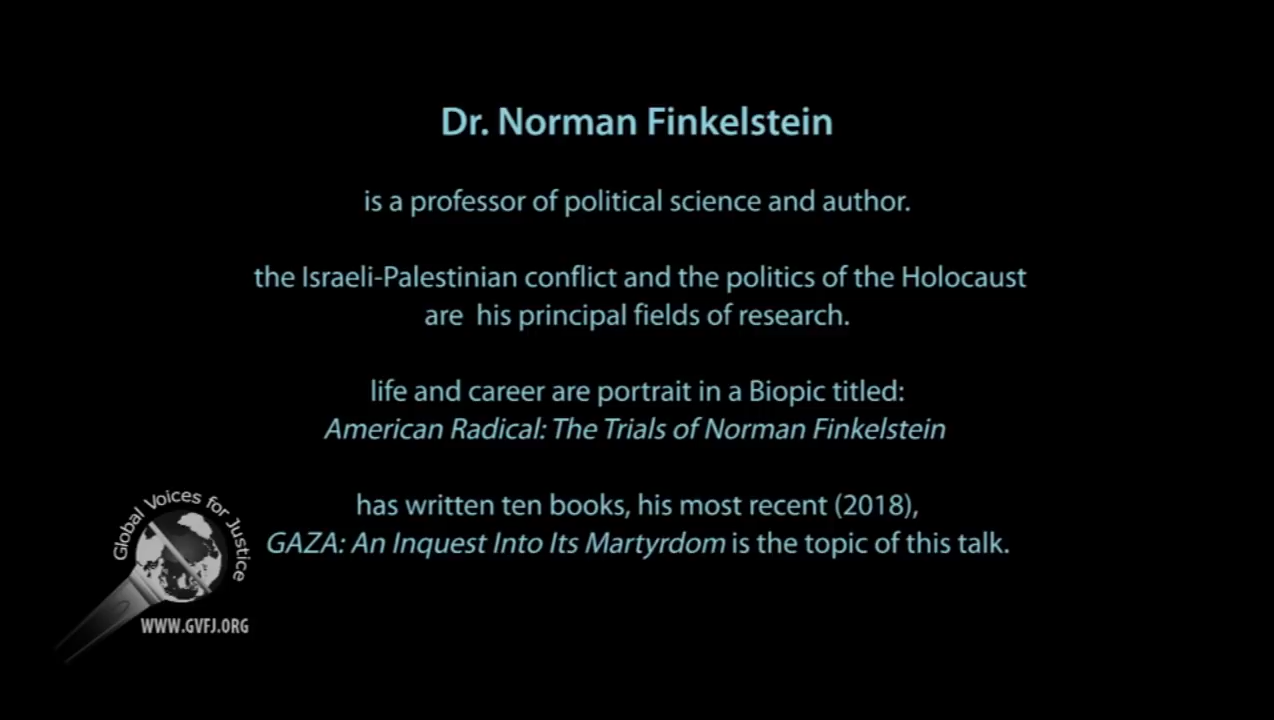 Dr. Norman Finkelstein
is a professor of political science and author.
the Israeli-Palestinian conflict and the politics of the Holocaust
are  his principal fields of research.
life and career are portrait in a Biopic titled:
American Radical: The Trials of Norman Finkelstein
has written ten books, his most recent (2018),
GAZA: An Inquest Into Its Martyrdom is the topic of this talk.
Global Voices for Justice
WWW.GVFJ.ORG